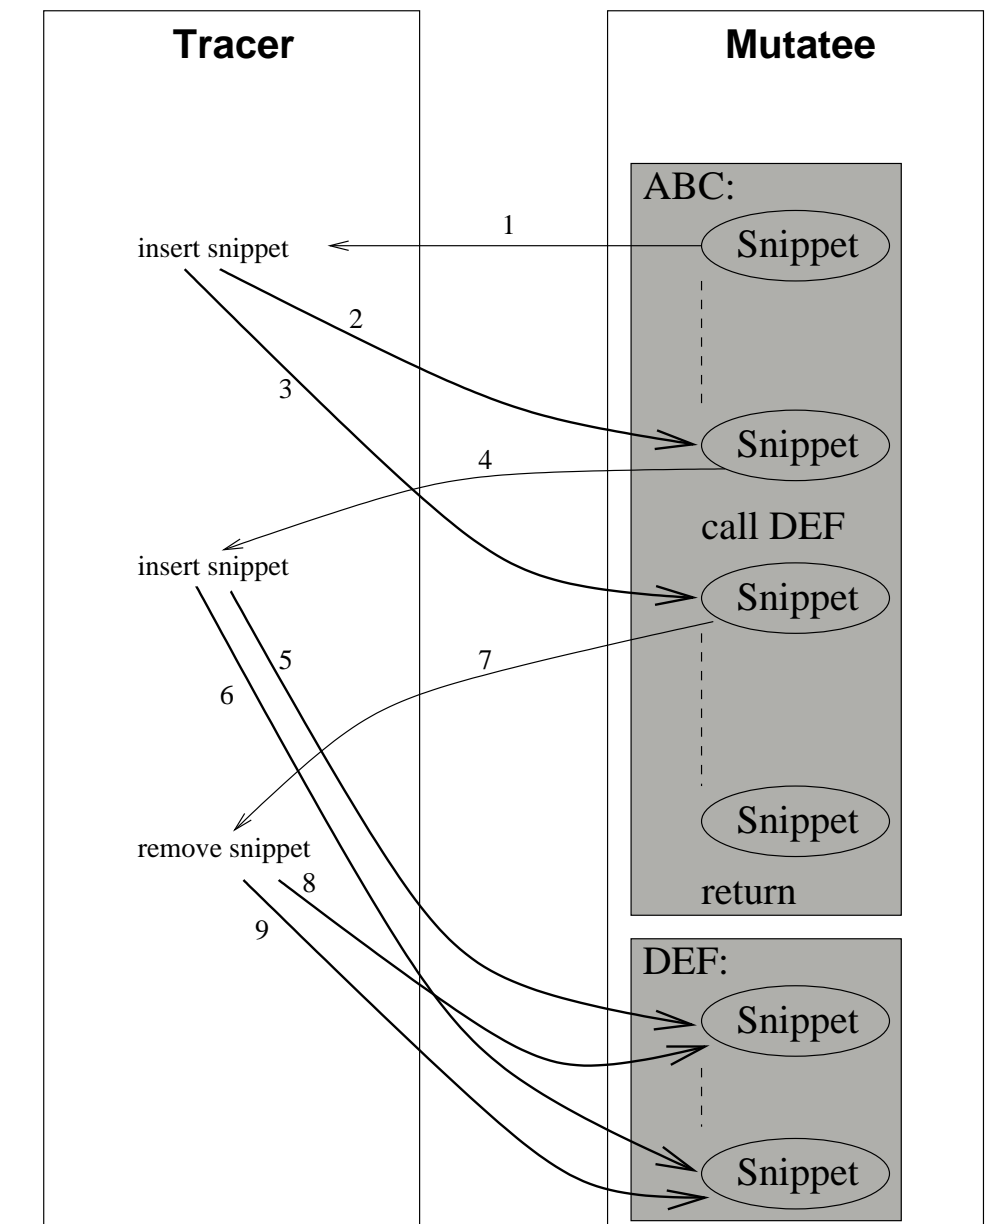 Tracer
Mutatee
ABC:
1
insert snippet
Snippet
2
3
Snippet
4
call DEF
insert snippet
Snippet
5
7
6
Snippet
remove snippet
8
return
9
DEF:
Snippet
Snippet